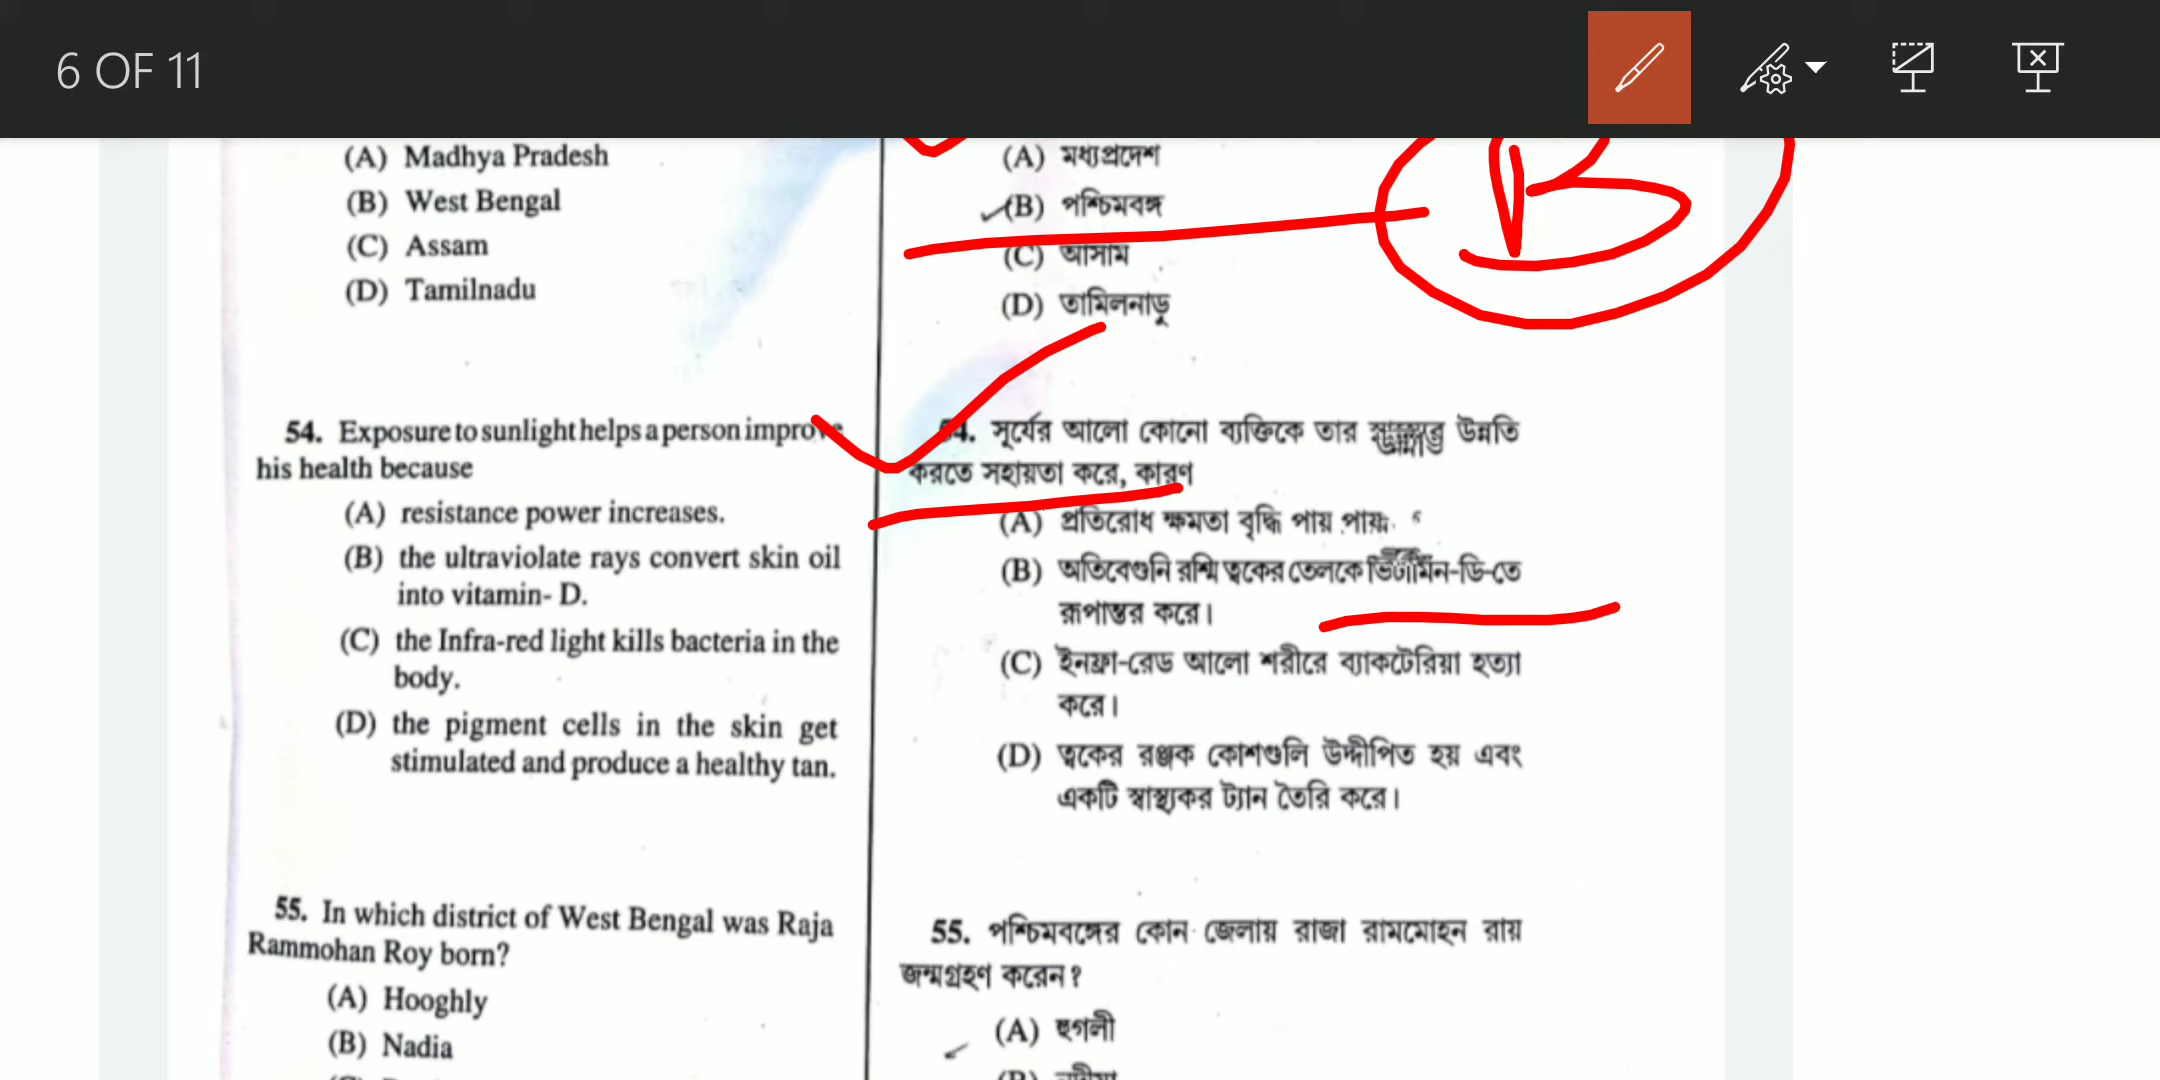 6 OF 11
(A) Madhya Pradesh
(B) West Bengal
(C) Assam
(D) Tamilnadu
54. Exposure to sunlight helps a person improve
his health because
(A) resistance power increases.
(B) the ultraviolate rays convert skin oil
into vitamin- D.
(C) the Infra-red light kills bacteria in the
body.
(D) the pigment cells in the skin get
stimulated and produce a healthy tan.
55. In which district of West Bengal was Raja
Rammohan Roy born?
(A) Hooghly
(B) Nadia
(A) মধ্যপ্রদেশ
(B) পশ্চিমবঙ্গ
(C) আসাম
(D) তামিলনাড়ু
B
54. সূর্যের আলো কোনো ব্যক্তিকে তার উন্নতি
করতে সহায়তা করে, কারণ
(A) প্রতিরোধ ক্ষমতা বৃদ্ধি পায় পায়
(B) অতিবেগুনি রশ্মি ত্বকের তেলকে ভিটামিন-ডি-তে
রূপান্তর করে।
(C) ইনফ্রা-রেড আলো শরীরে ব্যাকটেরিয়া হত্যা
করে।
(D) ত্বকের রঞ্জক কোশগুলি উদ্দীপিত হয় এবং
একটি স্বাস্থ্যকর ট্যান তৈরি করে।
55. পশ্চিমবঙ্গের কোন জেলায় রাজা রামমোহন রায়
জন্মগ্রহণ করেন?
(A) হুগলী